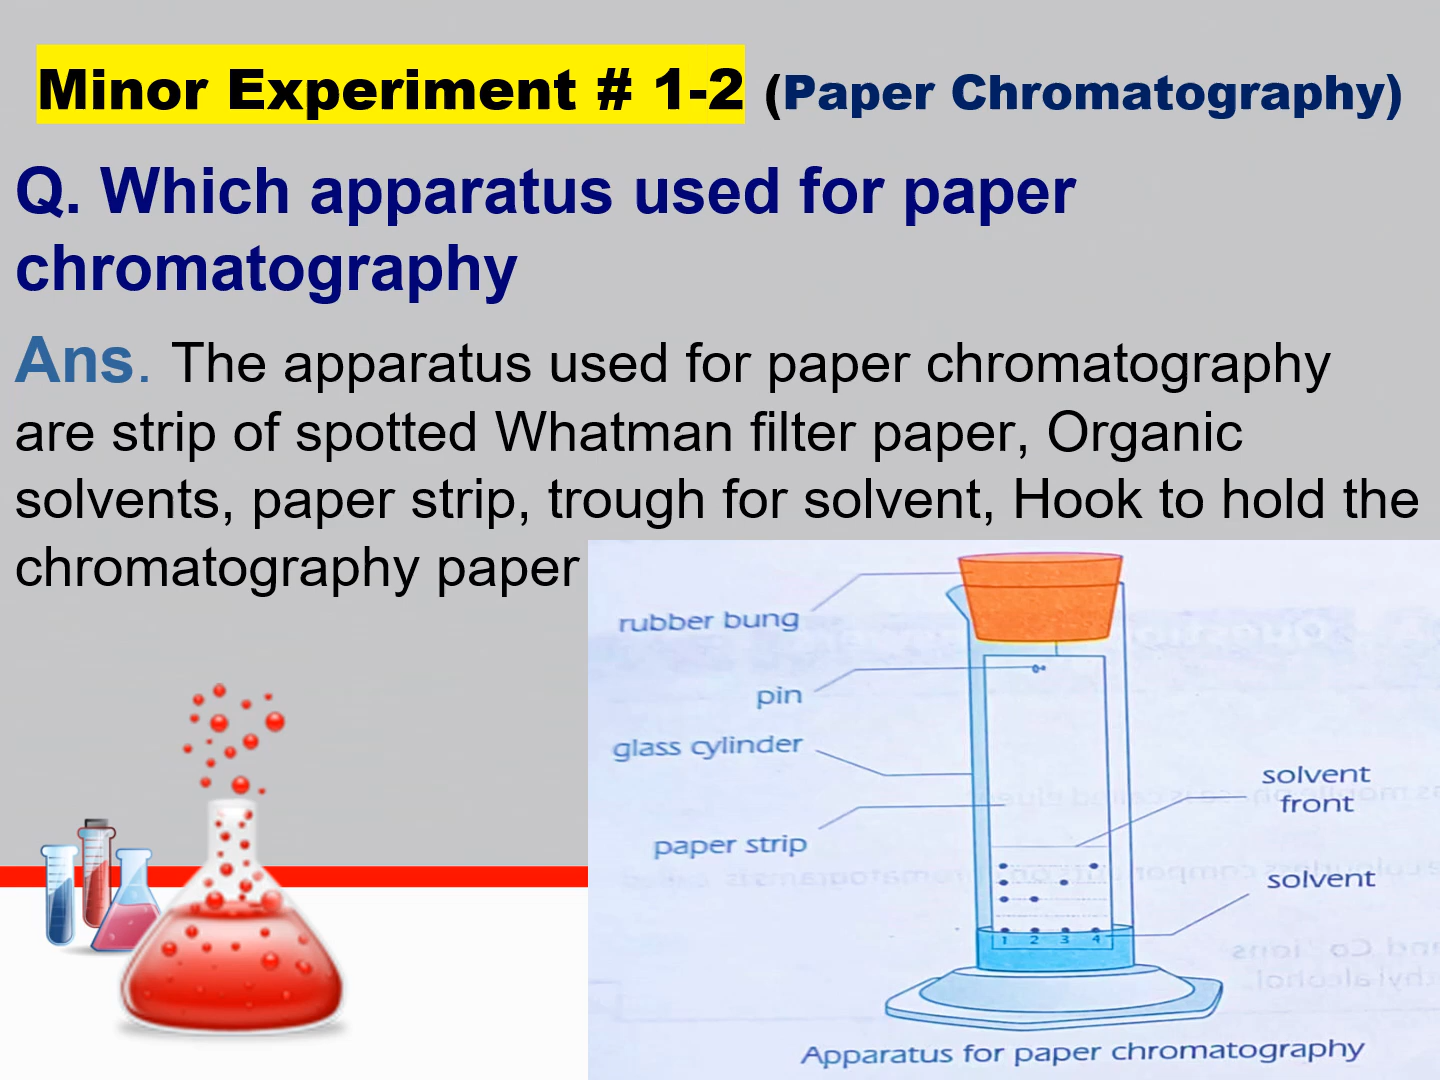 Minor Experiment # 1-2 (Paper Chromatography)
Q. Which apparatus used for paper
chromatography
Ans. The apparatus used for paper chromatography
are strip of spotted Whatman filter paper, Organic
solvents, paper strip, trough for solvent, Hook to hold the
chromatography paper
rubber bung
pin
glass cylinder
paper strip
solvent
front
solvent
1 2 3 4
Apparatus for paper chromatography